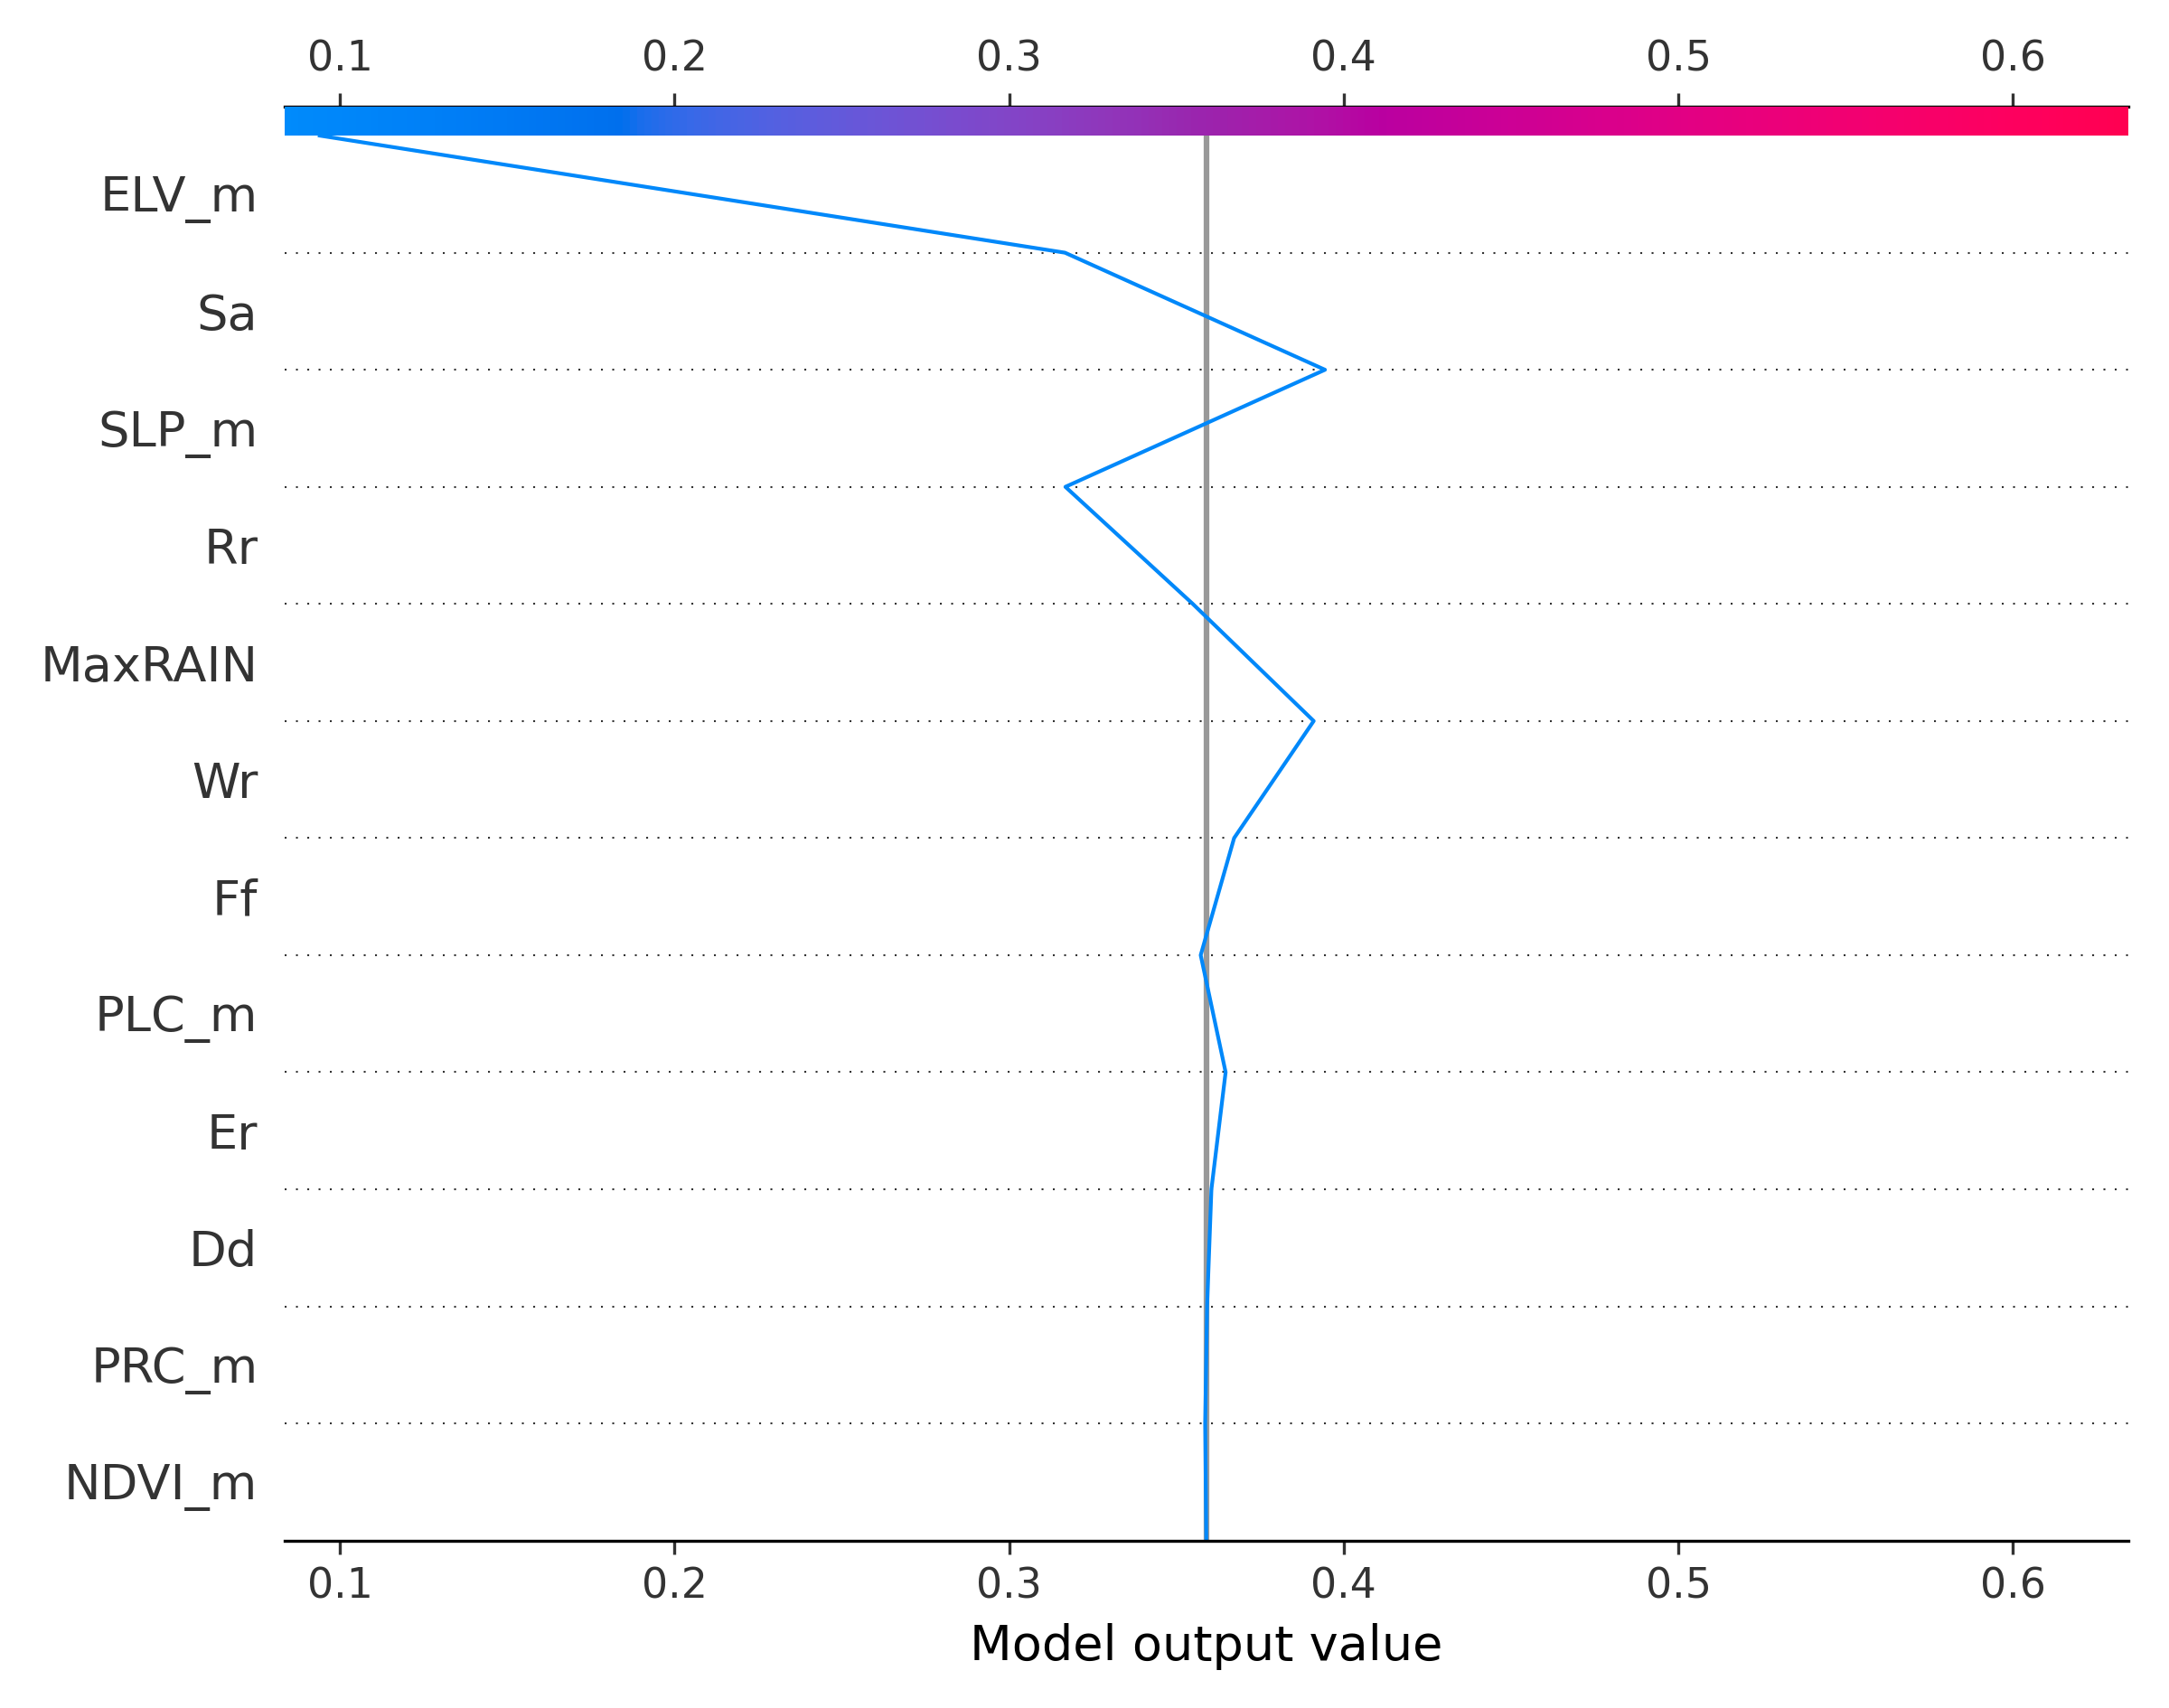 0.1 0.2 0.3 0.4 0.5 0.6
ELV_m
Sa
SLP_m
Rr
MaxRAIN
Wr
Ff
PLC_m
Er
Dd
PRC_m
NDVI_m
0.1 0.2 0.3 0.4 0.5 0.6
Model output value